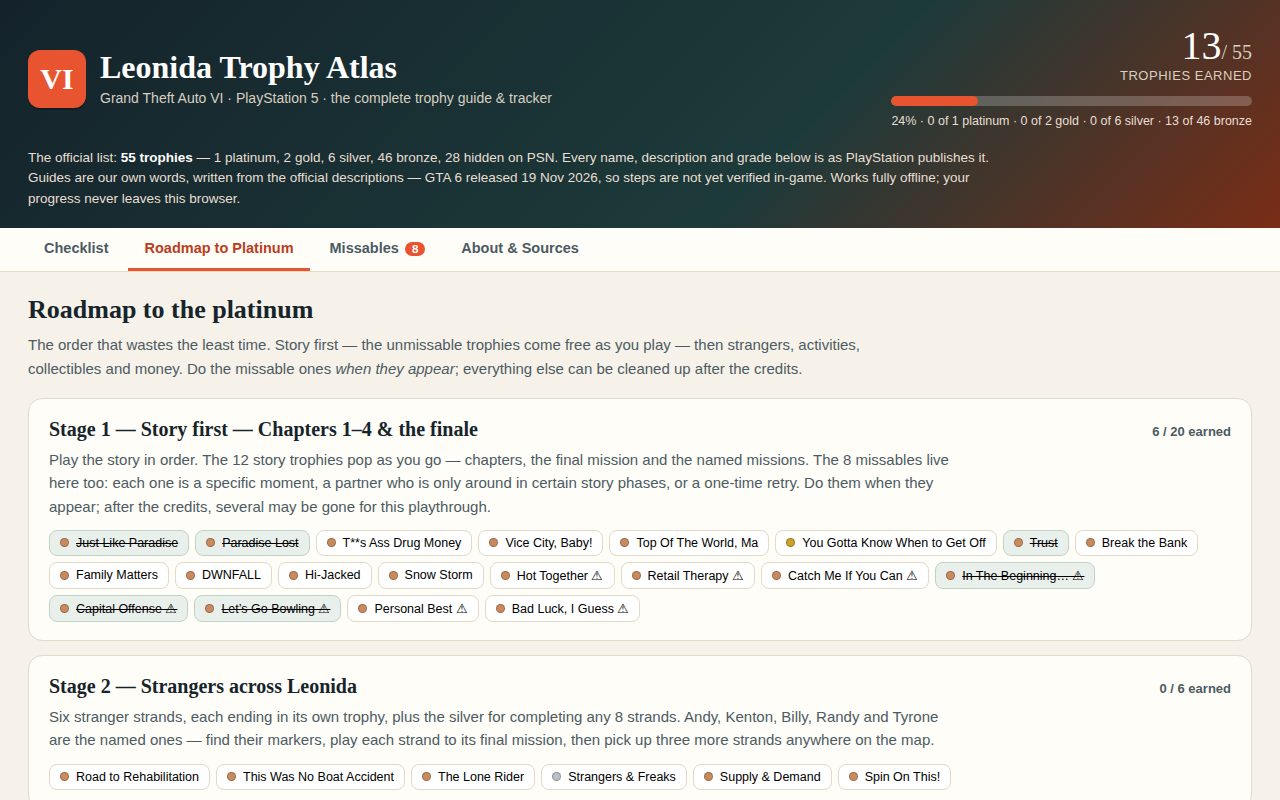 VI
Leonida Trophy Atlas
Grand Theft Auto VI · PlayStation 5 · the complete trophy guide & tracker
13 / 55
TROPHIES EARNED
24% · 0 of 1 platinum · 0 of 2 gold · 0 of 6 silver · 13 of 46 bronze
The official list: 55 trophies — 1 platinum, 2 gold, 6 silver, 46 bronze, 28 hidden on PSN. Every name, description and grade below is as PlayStation publishes it.
Guides are our own words, written from the official descriptions — GTA 6 released 19 Nov 2026, so steps are not yet verified in-game. Works fully offline; your
progress never leaves this browser.
Checklist Roadmap to Platinum Missables 8 About & Sources
Roadmap to the platinum
The order that wastes the least time. Story first — the unmissable trophies come free as you play — then strangers, activities,
collectibles and money. Do the missable ones when they appear; everything else can be cleaned up after the credits.
Stage 1 — Story first — Chapters 1–4 & the finale
6 / 20 earned
Play the story in order. The 12 story trophies pop as you go — chapters, the final mission and the named missions. The 8 missables live
here too: each one is a specific moment, a partner who is only around in certain story phases, or a one-time retry. Do them when they
appear; after the credits, several may be gone for this playthrough.
Just Like Paradise Paradise Lost T**s Ass Drug Money Vice City, Baby! Top Of The World, Ma You Gotta Know When to Get Off Trust Break the Bank
Family Matters DWNFALL Hi-Jacked Snow Storm Hot Together ⚠ Retail Therapy ⚠ Catch Me If You Can ⚠ In The Beginning… ⚠
Capital Offense ⚠ Let's Go Bowling ⚠ Personal Best ⚠ Bad Luck, I Guess ⚠
Stage 2 — Strangers across Leonida
0 / 6 earned
Six stranger strands, each ending in its own trophy, plus the silver for completing any 8 strands. Andy, Kenton, Billy, Randy and Tyrone
are the named ones — find their markers, play each strand to its final mission, then pick up three more strands anywhere on the map.
Road to Rehabilitation This Was No Boat Accident The Lone Rider Strangers & Freaks Supply & Demand Spin On This!